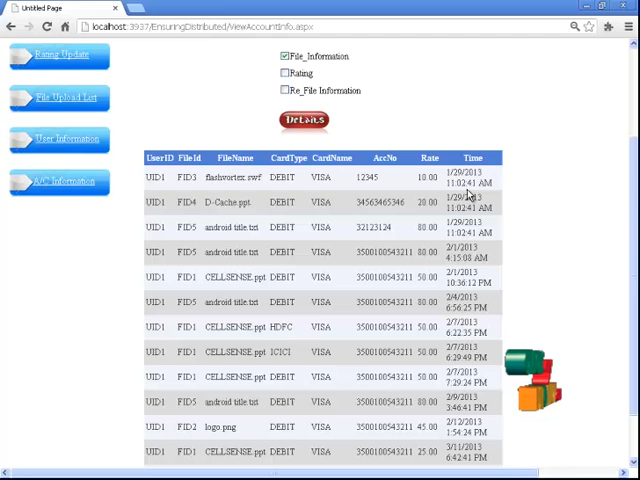 Untitled Page
localhost:3937/EnsuringDistributed/ViewAccountInfo.aspx
Rating Update
File Upload List
User Information
A/C Information
File_Information
Rating
Re_File Information
Details
UserID FileId FileName CardType CardName AccNo Rate Time
UID1 FID3 flashvortex.swf DEBIT VISA 12345 10.00 1/29/2013 11:02:41 AM
UID1 FID4 D-Cache.ppt DEBIT VISA 34563465346 20.00 1/29/2013 11:02:41 AM
UID1 FID5 android title.txt DEBIT VISA 32123124 80.00 1/29/2013 11:02:41 AM
UID1 FID5 android title.txt DEBIT VISA 3500100543211 80.00 2/1/2013 4:15:08 AM
UID1 FID1 CELLSENSE.ppt DEBIT VISA 3500100543211 50.00 2/1/2013 10:36:12 PM
UID1 FID5 android title.txt DEBIT VISA 3500100543211 80.00 2/4/2013 6:56:25 PM
UID1 FID1 CELLSENSE.ppt HDFC VISA 3500100543211 50.00 2/7/2013 6:22:35 PM
UID1 FID1 CELLSENSE.ppt ICICI VISA 3500100543211 50.00 2/7/2013 6:29:49 PM
UID1 FID1 CELLSENSE.ppt DEBIT VISA 3500100543211 50.00 2/7/2013 7:29:24 PM
UID1 FID5 android title.txt DEBIT VISA 3500100543211 80.00 2/9/2013 3:46:41 PM
UID1 FID2 logo.png DEBIT VISA 3500100543211 45.00 2/12/2013 1:54:24 PM
UID1 FID1 CELLSENSE.ppt DEBIT VISA 3500100543211 25.00 3/11/2013 6:42:41 PM